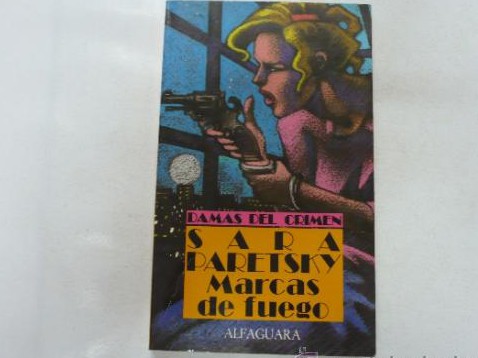 DAMAS DEL CRIMEN
SARA
PARETSKY
Marcas
de fuego
ALFAGUARA